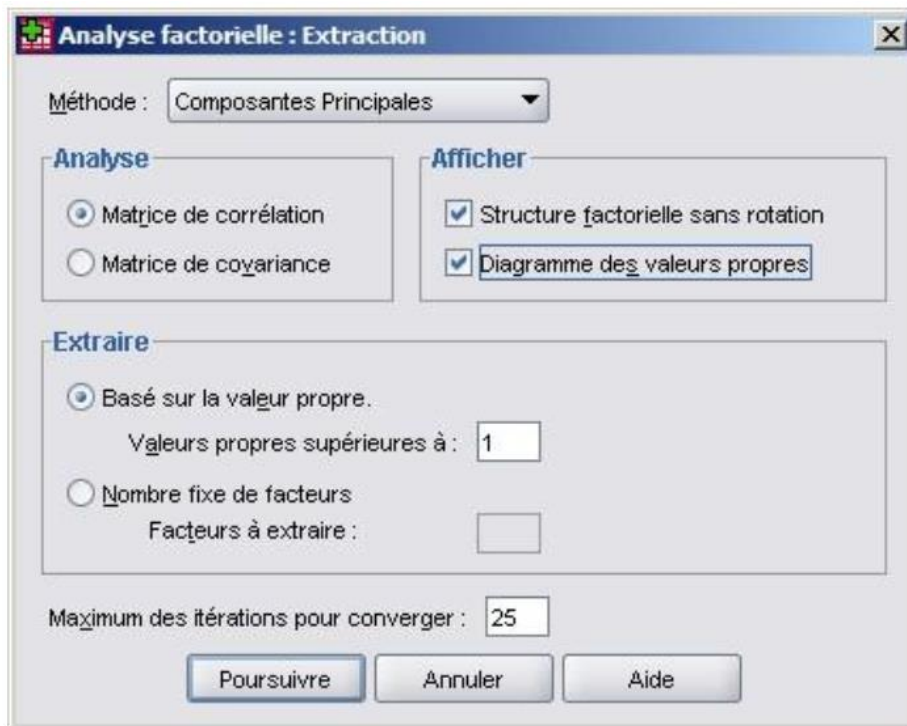 Analyse factorielle : Extraction
Méthode : Composantes Principales
Analyse
Matrice de corrélation
Matrice de covariance
Afficher
Structure factorielle sans rotation
Diagramme des valeurs propres
Extraire
Basé sur la valeur propre.
Valeurs propres supérieures à : 1
Nombre fixe de facteurs
Facteurs à extraire :
Maximum des itérations pour converger : 25
Poursuivre Annuler Aide